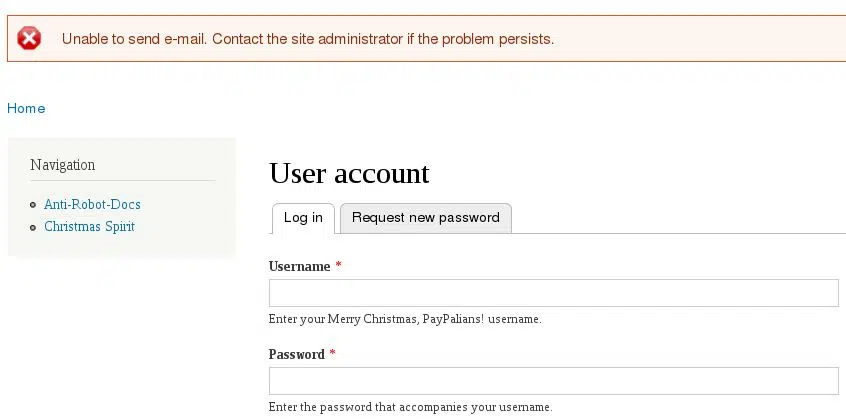 Unable to send e-mail. Contact the site administrator if the problem persists.
Home
Navigation
Anti-Robot-Docs
Christmas Spirit
User account
Log in
Request new password
Username *
Enter your Merry Christmas, PayPalians! username.
Password *
Enter the password that accompanies your username.